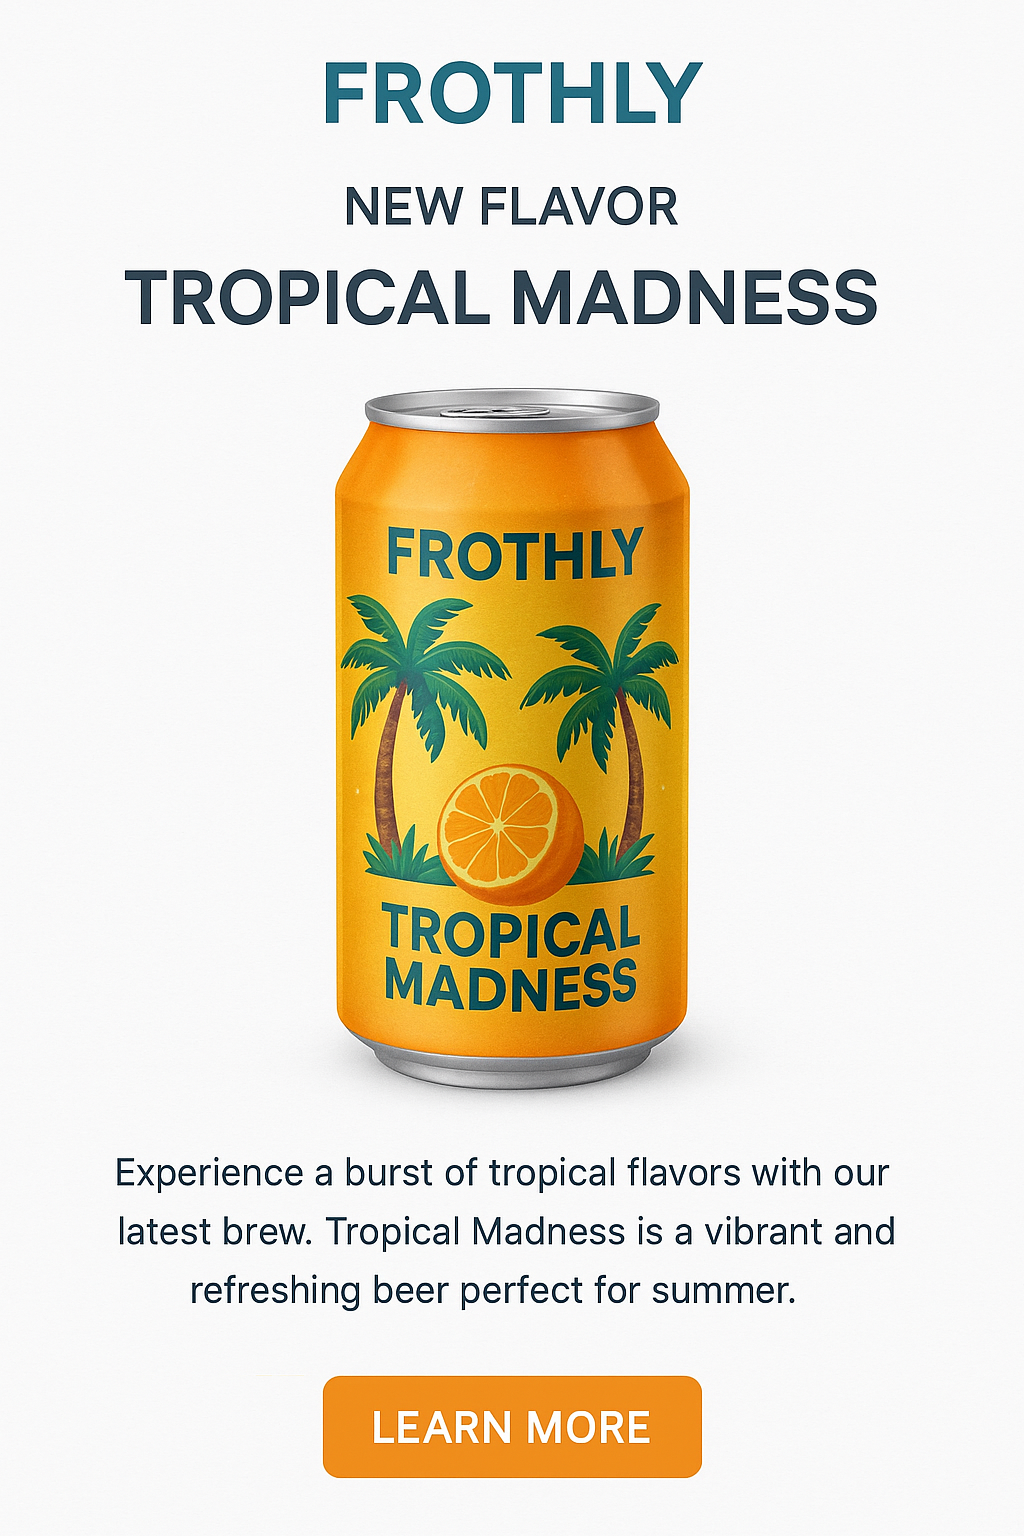 FROTHLY
NEW FLAVOR
TROPICAL MADNESS
FROTHLY
TROPICAL
MADNESS
Experience a burst of tropical flavors with our
latest brew. Tropical Madness is a vibrant and
refreshing beer perfect for summer.
LEARN MORE